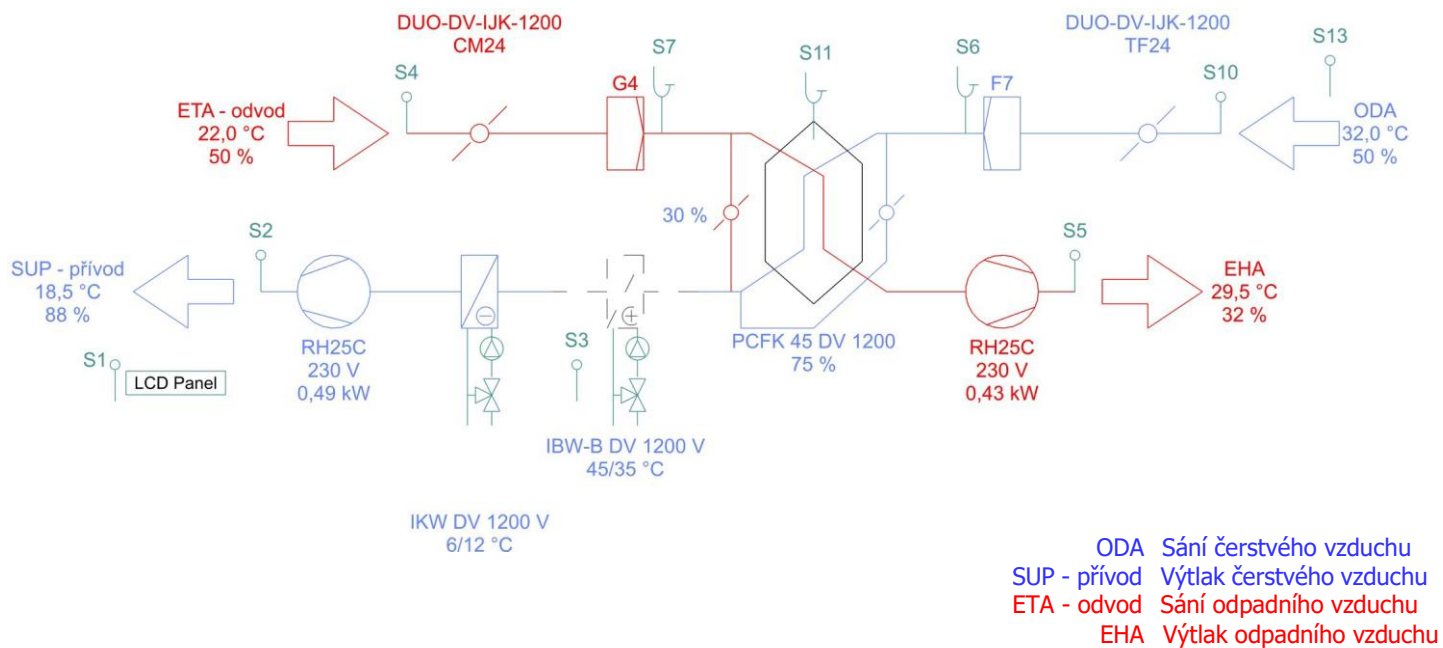 DUO-DV-IJK-1200
CM24
DUO-DV-IJK-1200
TF24
S4
S7
S11
S6
S10
S13
G4
F7
ETA - odvod
22,0 °C
50 %
ODA
32,0 °C
50 %
30 %
S2
S5
SUP - přívod
18,5 °C
88 %
EHA
29,5 °C
32 %
S1
LCD Panel
RH25C
230 V
0,49 kW
S3
PCFK 45 DV 1200
75 %
RH25C
230 V
0,43 kW
IBW-B DV 1200 V
45/35 °C
IKW DV 1200 V
6/12 °C
ODA Sání čerstvého vzduchu
SUP - přívod Výtlak čerstvého vzduchu
ETA - odvod Sání odpadního vzduchu
EHA Výtlak odpadního vzduchu